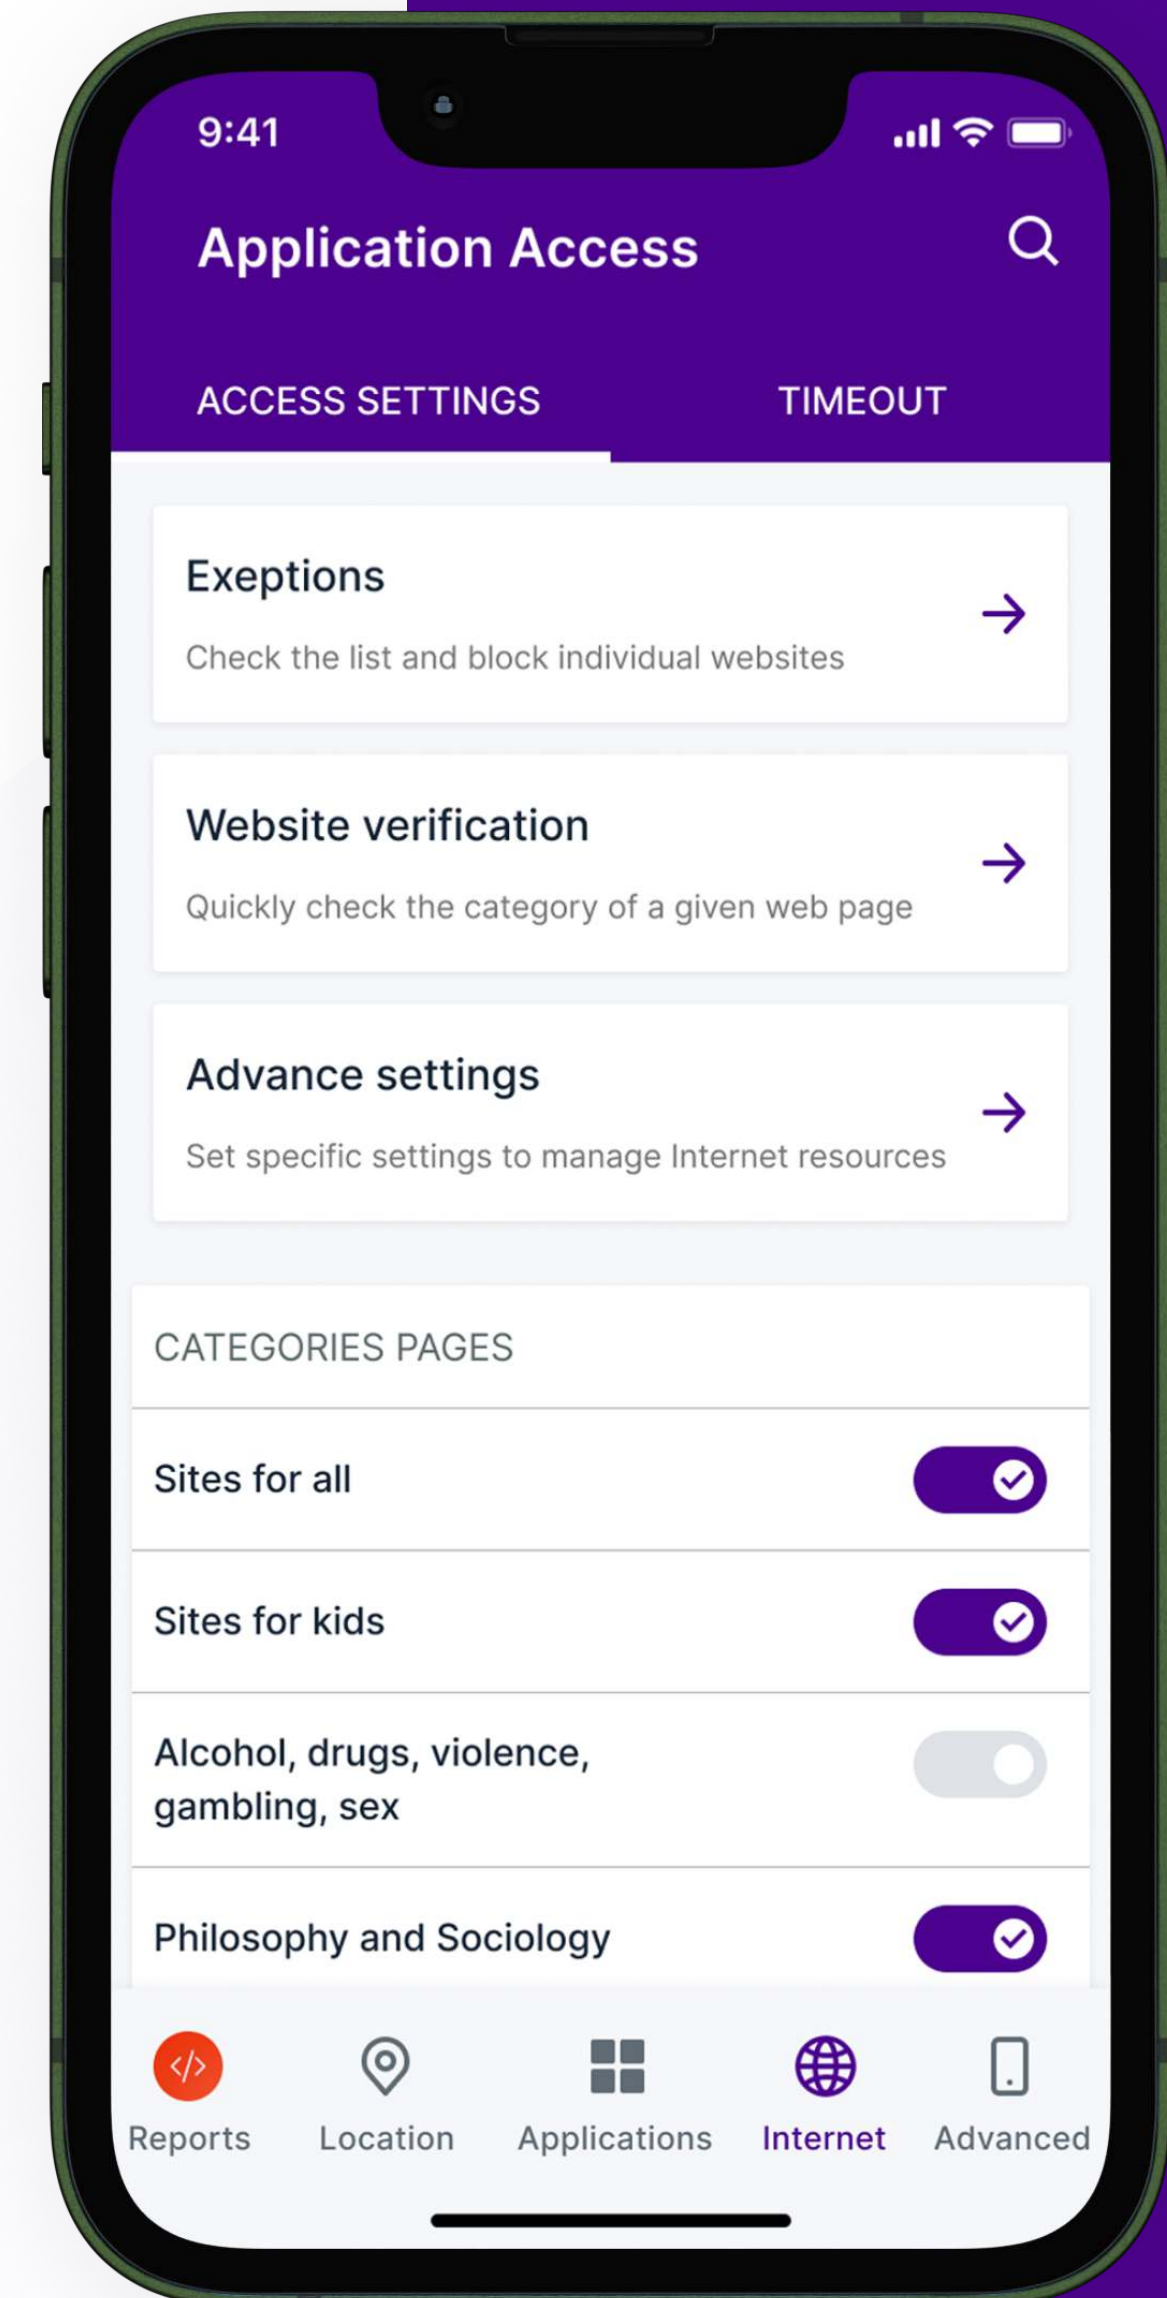 9:41
Application Access
ACCESS SETTINGS
TIMEOUT
Exeptions
Check the list and block individual websites
Website verification
Quickly check the category of a given web page
Advance settings
Set specific settings to manage Internet resources
CATEGORIES PAGES
Sites for all
Sites for kids
Alcohol, drugs, violence,
gambling, sex
Philosophy and Sociology
</>
Reports
Location
Applications
Internet
Advanced